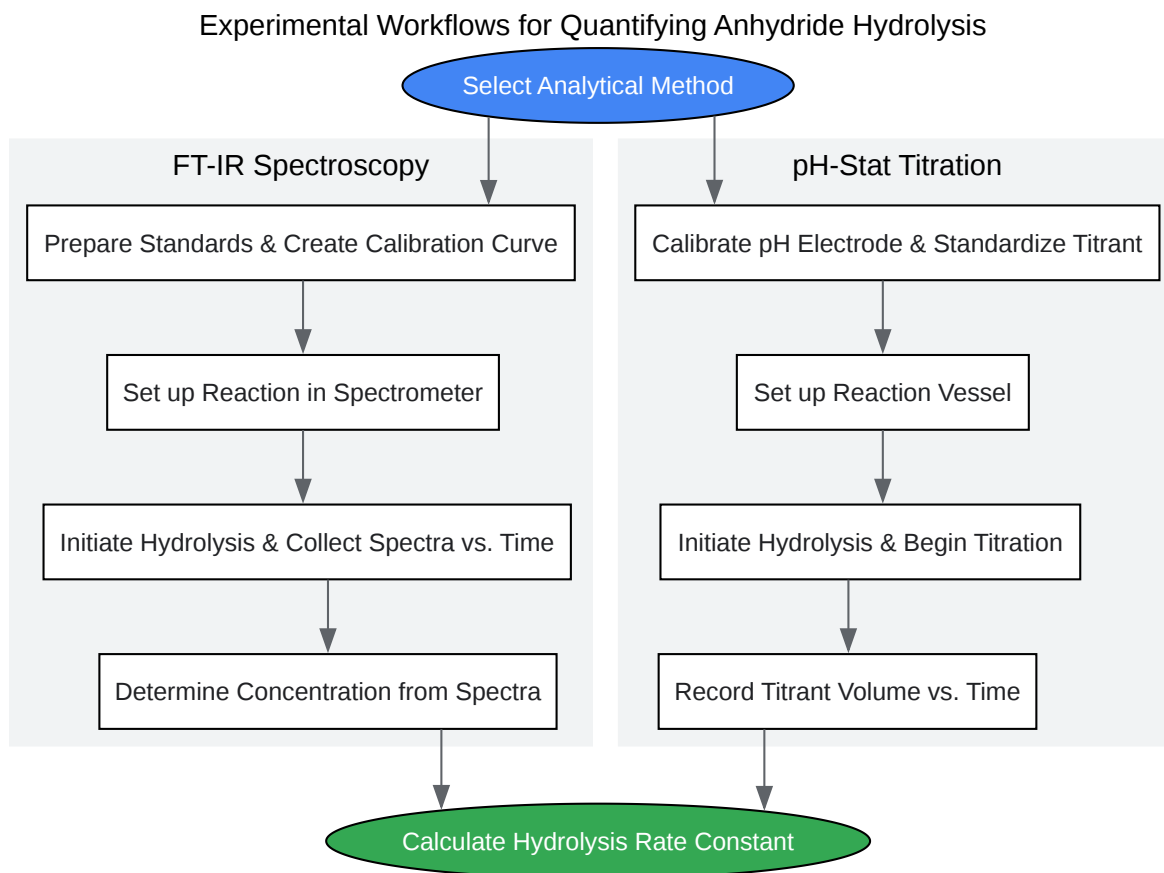 Experimental Workflows for Quantifying Anhydride Hydrolysis
Select Analytical Method
FT-IR Spectroscopy
Prepare Standards & Create Calibration Curve
Set up Reaction in Spectrometer
Initiate Hydrolysis & Collect Spectra vs. Time
Determine Concentration from Spectra
pH-Stat Titration
Calibrate pH Electrode & Standardize Titrant
Set up Reaction Vessel
Initiate Hydrolysis & Begin Titration
Record Titrant Volume vs. Time
Calculate Hydrolysis Rate Constant